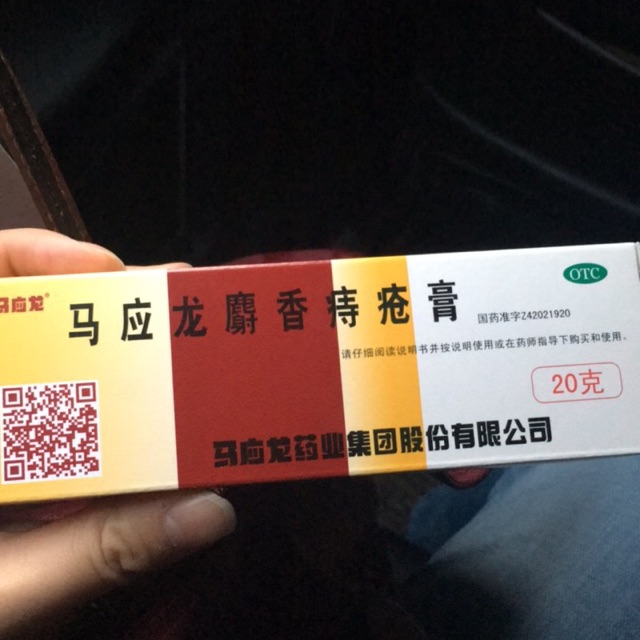 马应龙®
马应龙麝香痔疮膏
OTC
国药准字Z42021920
请仔细阅读说明书并按说明使用或在药师指导下购买和使用。
20克
马应龙药业集团股份有限公司